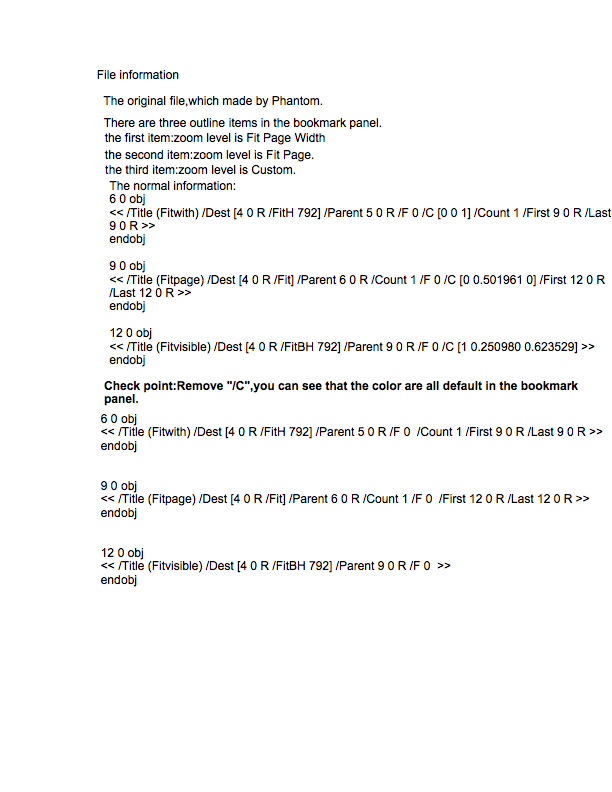 File information
The original file,which made by Phantom.
There are three outline items in the bookmark panel.
the first item:zoom level is Fit Page Width
the second item:zoom level is Fit Page.
the third item:zoom level is Custom.
The normal information:
6 0 obj
<< /Title (Fitwith) /Dest [4 0 R /FitH 792] /Parent 5 0 R /F 0 /C [0 0 1] /Count 1 /First 9 0 R /Last
9 0 R >>
endobj
9 0 obj
<< /Title (Fitpage) /Dest [4 0 R /Fit] /Parent 6 0 R /Count 1 /F 0 /C [0 0.501961 0] /First 12 0 R
/Last 12 0 R >>
endobj
12 0 obj
<< /Title (Fitvisible) /Dest [4 0 R /FitBH 792] /Parent 9 0 R /F 0 /C [1 0.250980 0.623529] >>
endobj
Check point:Remove "/C",you can see that the color are all default in the bookmark
panel.
6 0 obj
<< /Title (Fitwith) /Dest [4 0 R /FitH 792] /Parent 5 0 R /F 0  /Count 1 /First 9 0 R /Last 9 0 R >>
endobj
9 0 obj
<< /Title (Fitpage) /Dest [4 0 R /Fit] /Parent 6 0 R /Count 1 /F 0  /First 12 0 R /Last 12 0 R >>
endobj
12 0 obj
<< /Title (Fitvisible) /Dest [4 0 R /FitBH 792] /Parent 9 0 R /F 0  >>
endobj